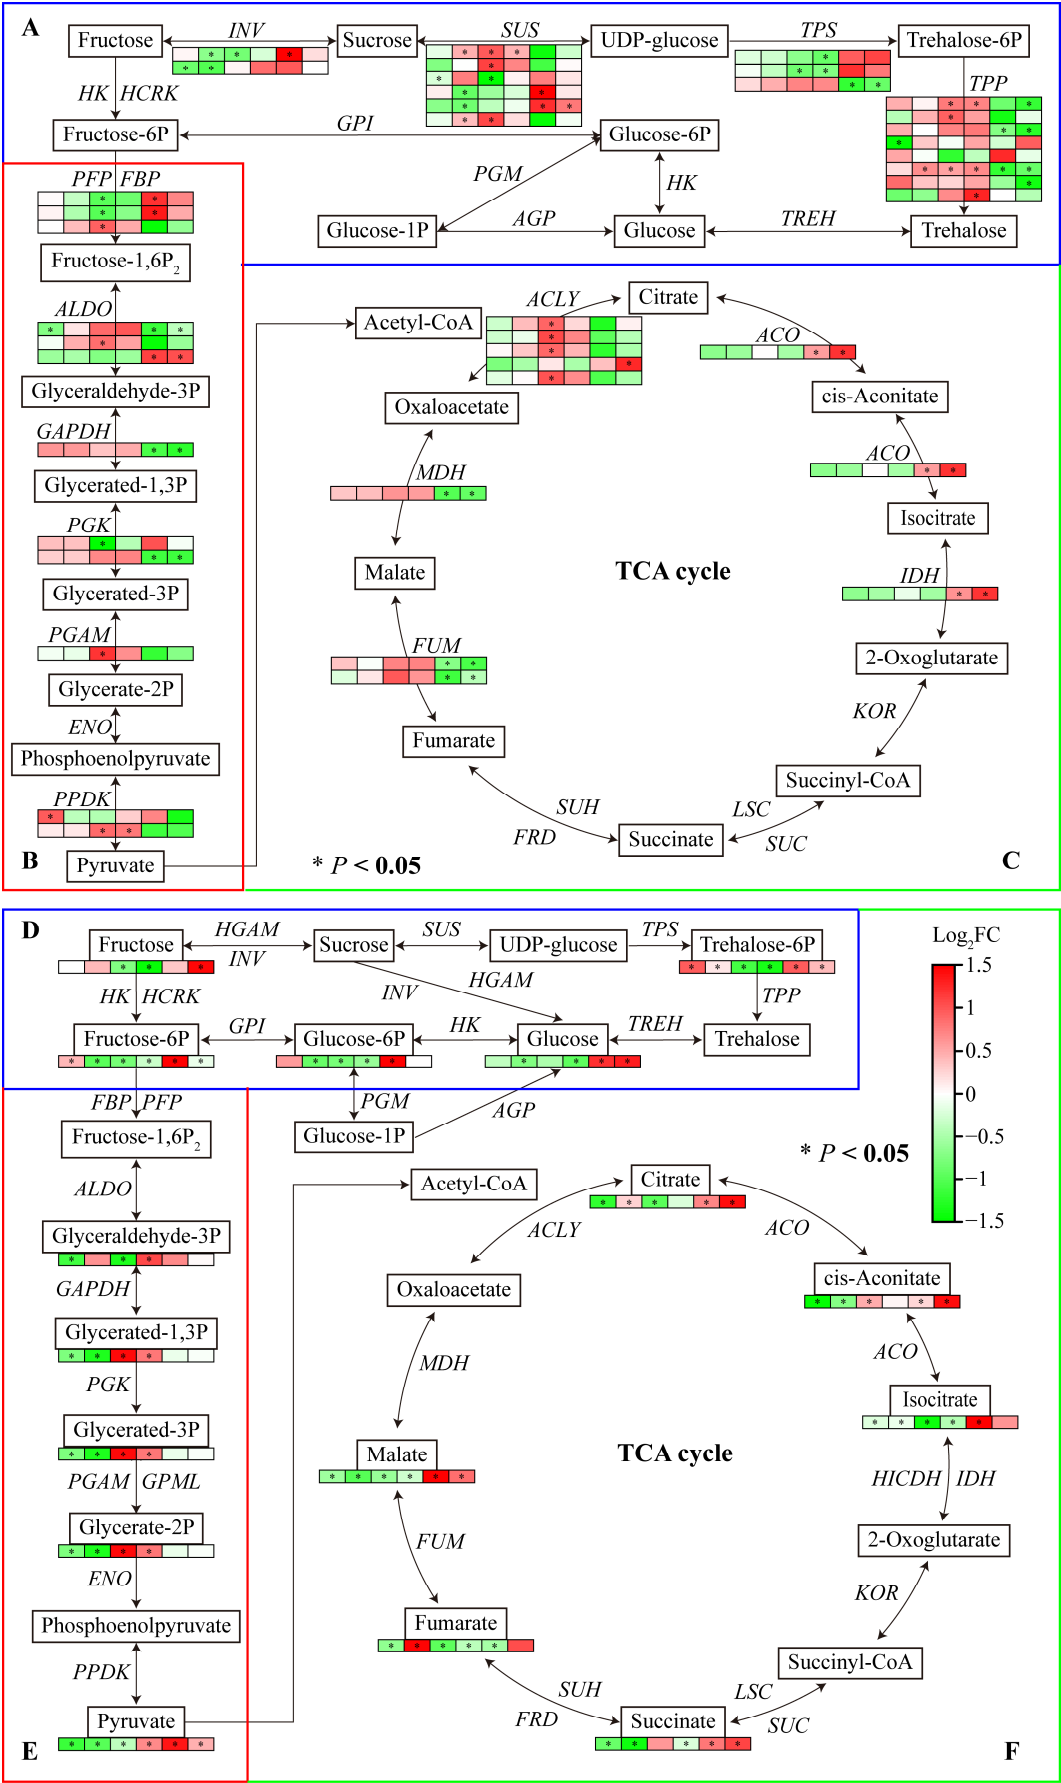 A
Fructose
INV
Sucrose
SUS
UDP-glucose
TPS
Trehalose-6P
HK HCRK
TPP
Fructose-6P
GPI
Glucose-6P
PGM
HK
Glucose-1P
AGP
Glucose
TREH
Trehalose
PFP FBP
Fructose-1,6P2
ALDO
Glyceraldehyde-3P
GAPDH
Glycerated-1,3P
PGK
Glycerated-3P
PGAM
Glycerate-2P
ENO
Phosphoenolpyruvate
PPDK
B
Pyruvate
Acetyl-CoA
ACLY
Citrate
ACO
cis-Aconitate
ACO
Isocitrate
IDH
2-Oxoglutarate
KOR
Succinyl-CoA
LSC
SUC
Succinate
SUH
FRD
Fumarate
FUM
Malate
MDH
Oxaloacetate
TCA cycle
* P < 0.05
C
D
Fructose
HGAM
INV
Sucrose
SUS
UDP-glucose
TPS
Trehalose-6P
HK HCRK
INV
HGAM
TPP
Fructose-6P
GPI
Glucose-6P
HK
Glucose
TREH
Trehalose
FBP PFP
PGM
AGP
Glucose-1P
Fructose-1,6P2
ALDO
Glyceraldehyde-3P
GAPDH
Glycerated-1,3P
PGK
Glycerated-3P
PGAM GPML
Glycerate-2P
ENO
Phosphoenolpyruvate
PPDK
Pyruvate
E
Log2FC
1.5
1
0.5
0
−0.5
−1
−1.5
* P < 0.05
Acetyl-CoA
ACLY
Citrate
ACO
cis-Aconitate
ACO
Isocitrate
HICDH IDH
2-Oxoglutarate
KOR
Succinyl-CoA
LSC
SUC
Succinate
SUH
FRD
Fumarate
FUM
Malate
MDH
Oxaloacetate
TCA cycle
F